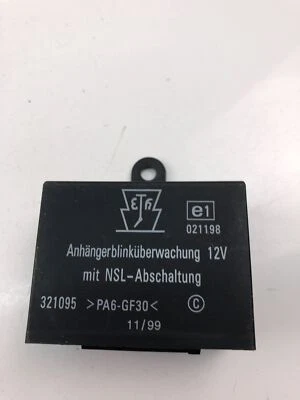 e1
021198
Anhängerblinküberwachung 12V
mit NSL-Abschaltung
321095 >PA6-GF30< C
11/99